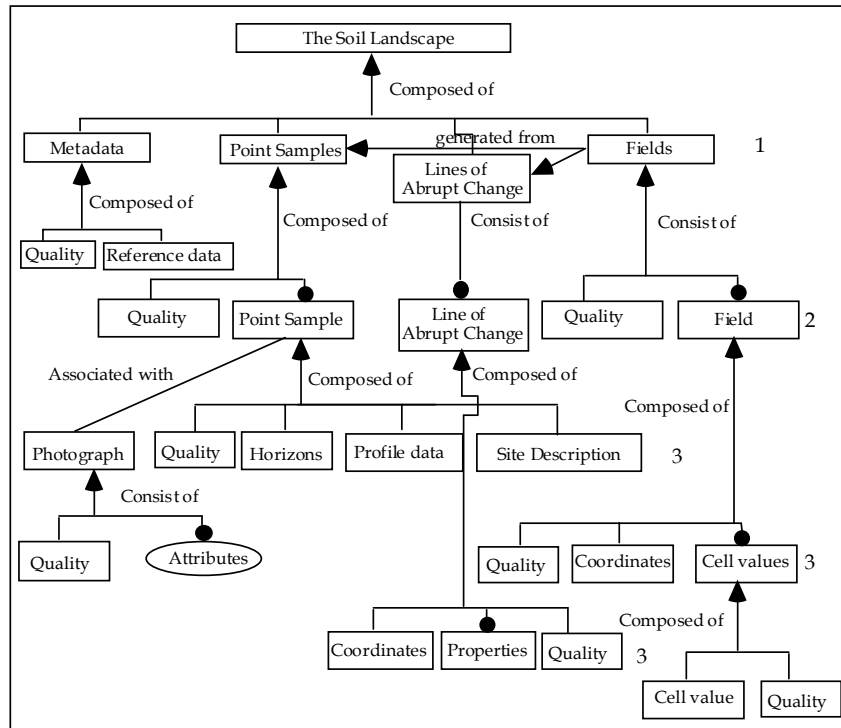 The Soil Landscape
Composed of
generated from
Metadata
Point Samples
Lines of
Abrupt Change
Fields
1
Composed of
Composed of
Consist of
Consist of
Quality
Reference data
Quality
Point Sample
Line of
Abrupt Change
Quality
Field
2
Associated with
Composed of
Composed of
Composed of
Photograph
Quality
Horizons
Profile data
Site Description
3
Consist of
Quality
Attributes
Quality
Coordinates
Cell values
3
Composed of
Coordinates
Properties
Quality
3
Cell value
Quality